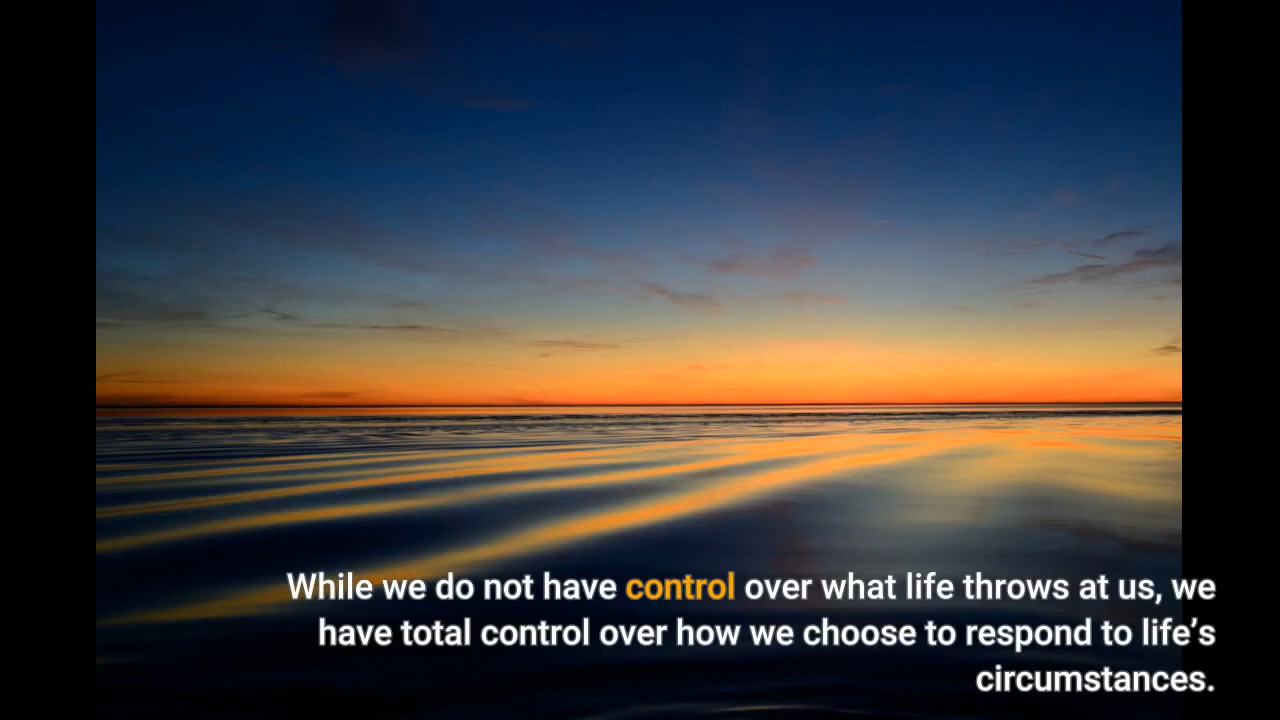 While we do not have control over what life throws at us, we
have total control over how we choose to respond to life’s
circumstances.